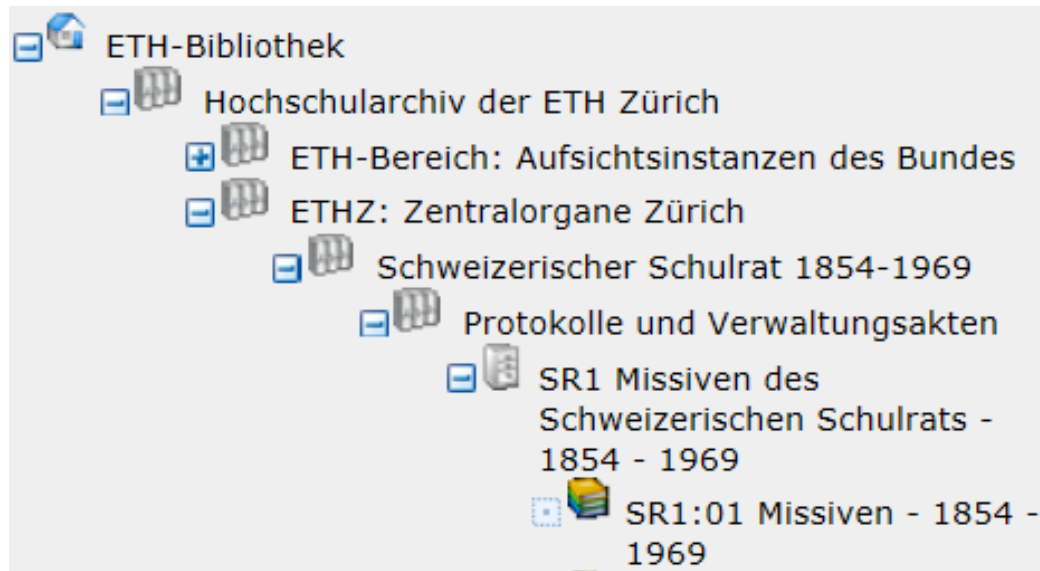 ETH-Bibliothek
Hochschularchiv der ETH Zürich
ETH-Bereich: Aufsichtsinstanzen des Bundes
ETHZ: Zentralorgane Zürich
Schweizerischer Schulrat 1854-1969
Protokolle und Verwaltungsakten
SR1 Missiven des
Schweizerischen Schulrats -
1854 - 1969
SR1:01 Missiven - 1854 -
1969